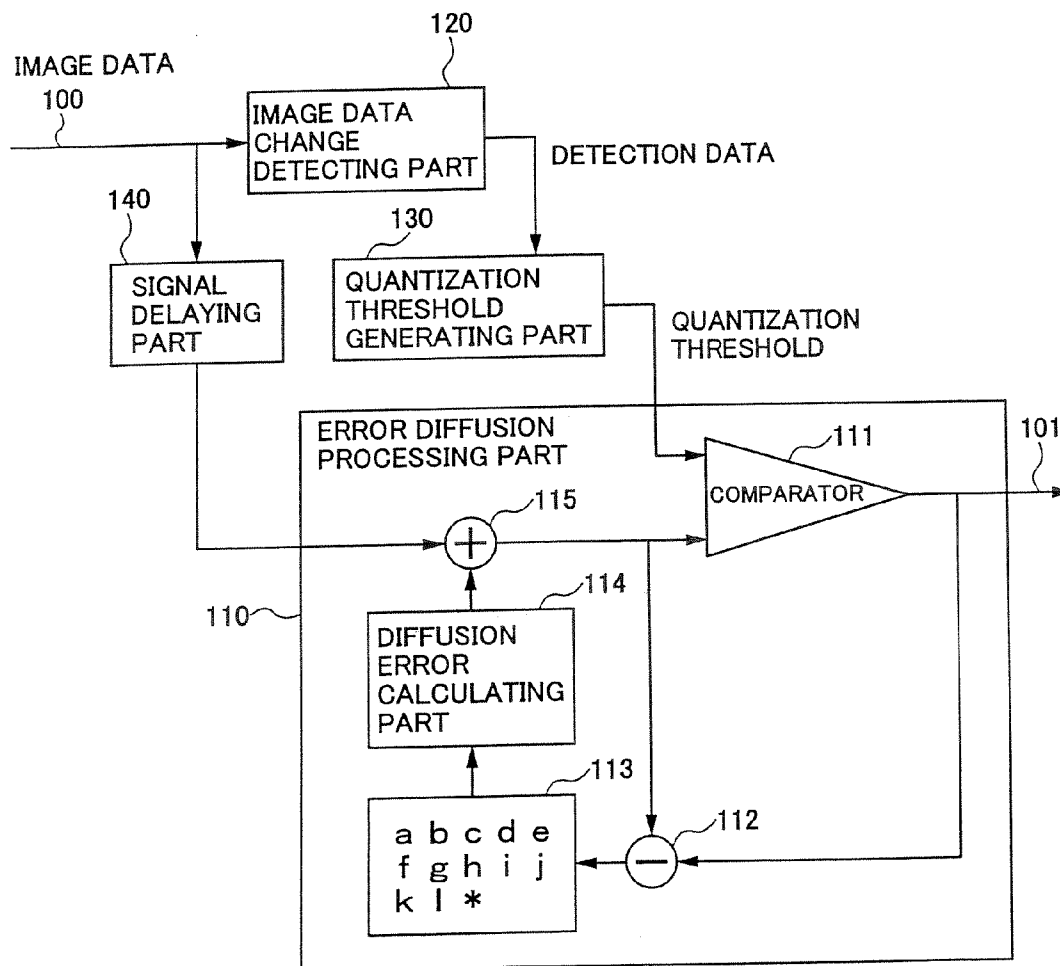 120
IMAGE DATA
100
IMAGE DATA
CHANGE
DETECTING PART
DETECTION DATA
140
130
SIGNAL
DELAYING
PART
QUANTIZATION
THRESHOLD
GENERATING PART
QUANTIZATION
THRESHOLD
ERROR DIFFUSION
PROCESSING PART
111
101
COMPARATOR
115
+
110
114
DIFFUSION
ERROR
CALCULATING
PART
113
a b c d e
f g h i j
k l *
112
−